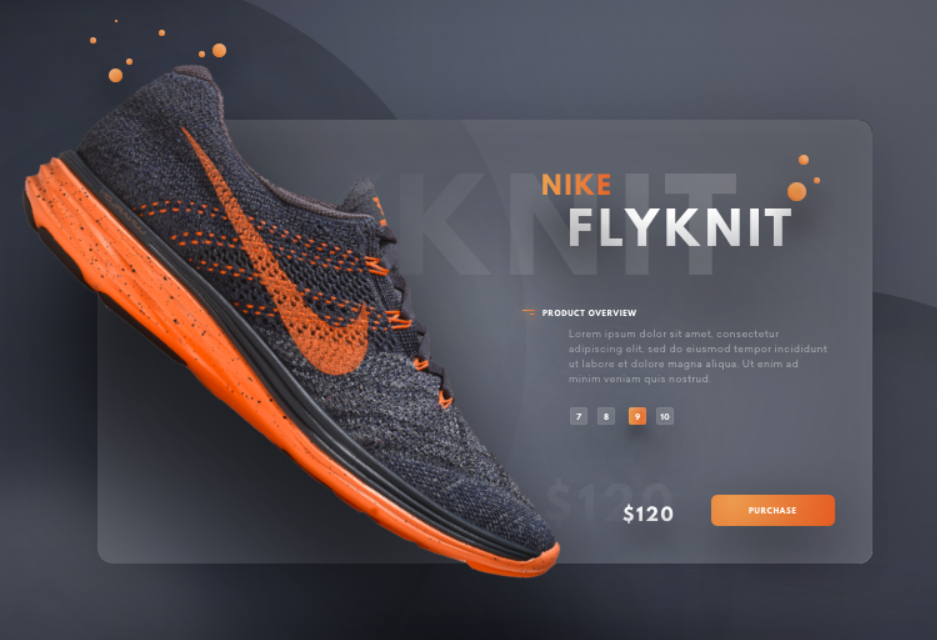 KNIT
NIKE
FLYKNIT
PRODUCT OVERVIEW
Lorem ipsum dolor sit amet, consectetur
adipiscing elit, sed do eiusmod tempor incididunt
ut labore et dolore magna aliqua. Ut enim ad
minim veniam quis nostrud.
7 8 9 10
$120
$120
PURCHASE